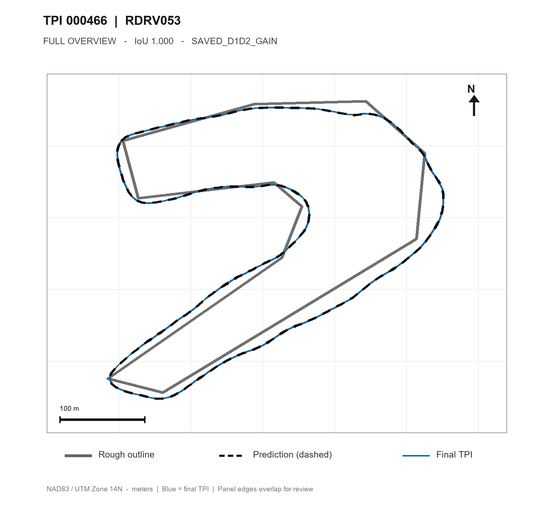 TPI 000466 | RDRV053
FULL OVERVIEW - IoU 1.000 - SAVED_D1D2_GAIN
N
100 m
Rough outline Prediction (dashed) Final TPI
NAD83 / UTM Zone 14N - meters | Blue = final TPI | Panel edges overlap for review